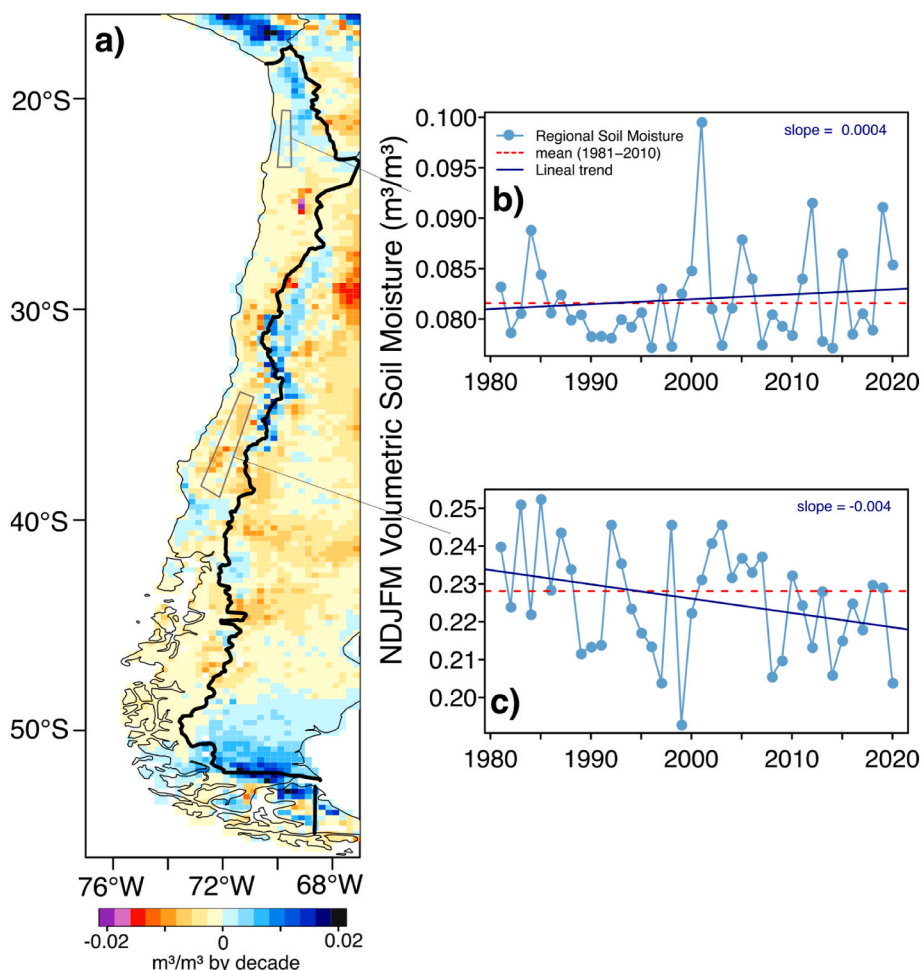 a)
20°S
30°S
40°S
50°S
76°W 72°W 68°W
-0.02 0 0.02
m³/m³ by decade
NDJFM Volumetric Soil Moisture (m³/m³)
0.100
0.095
0.090
0.085
0.080
Regional Soil Moisture
mean (1981−2010)
Lineal trend
slope = 0.0004
b)
1980 1990 2000 2010 2020
0.25
0.24
0.23
0.22
0.21
0.20
slope = -0.004
c)
1980 1990 2000 2010 2020